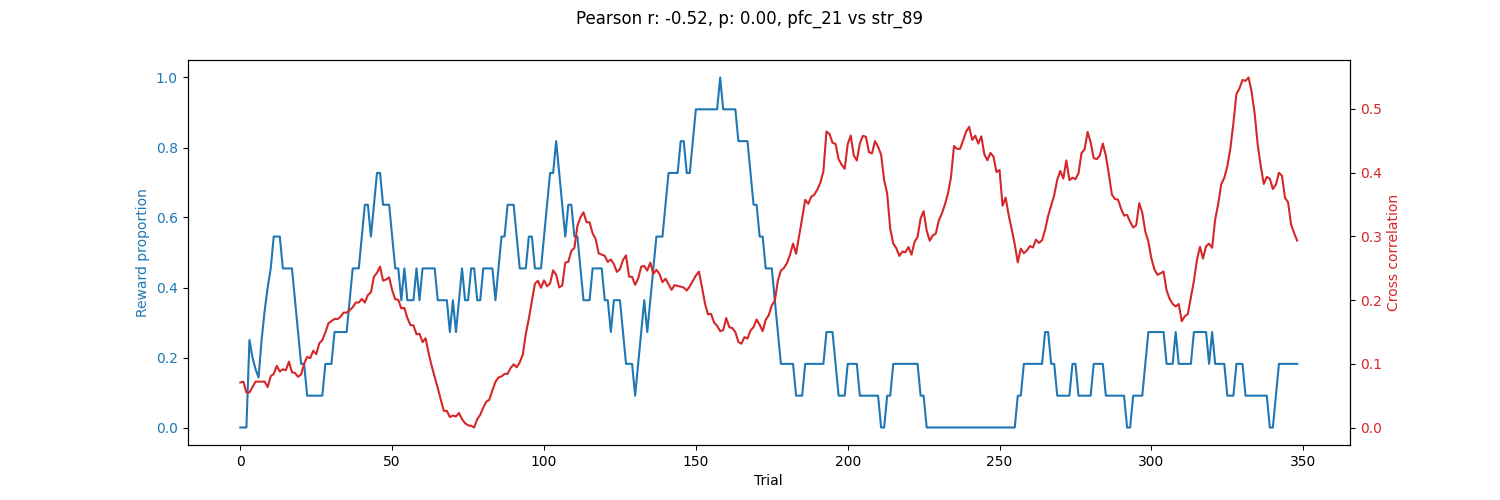 Pearson r: -0.52, p: 0.00, pfc_21 vs str_89
1.0
0.8
0.6
0.4
0.2
0.0
Reward proportion
0.5
0.4
0.3
0.2
0.1
0.0
Cross correlation
0 50 100 150 200 250 300 350
Trial